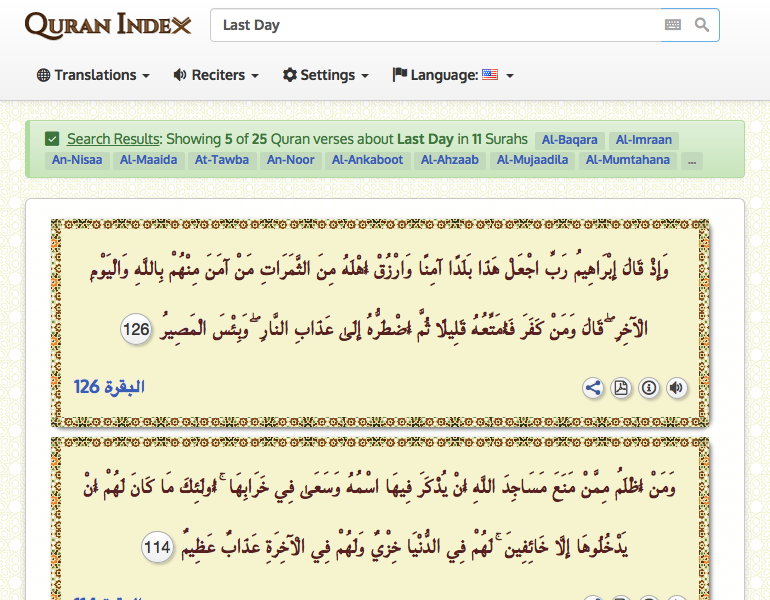 QURAN INDEX
Last Day
Translations
Reciters
Settings
Language:
Search Results: Showing 5 of 25 Quran verses about Last Day in 11 Surahs Al-Baqara Al-Imraan
An-Nisaa Al-Maaida At-Tawba An-Noor Al-Ankaboot Al-Ahzaab Al-Mujaadila Al-Mumtahana ...
وَإِذْ قَالَ إِبْرَاهِيمُ رَبِّ اجْعَلْ هَذَا بَلَدًا آمِنًا وَارْزُقْ أَهْلَهُ مِنَ الثَّمَرَاتِ مَنْ آمَنَ مِنْهُمْ بِاللَّهِ وَالْيَوْمِ
الْآخِرِ ۖ قَالَ وَمَنْ كَفَرَ فَأُمَتِّعُهُ قَلِيلًا ثُمَّ أَضْطَرُّهُ إِلَىٰ عَذَابِ النَّارِ ۖ وَبِئْسَ الْمَصِيرُ 126
البقرة 126
وَمَنْ أَظْلَمُ مِمَّنْ مَنَعَ مَسَاجِدَ اللَّهِ أَنْ يُذْكَرَ فِيهَا اسْمُهُ وَسَعَىٰ فِي خَرَابِهَا ۚ أُولَئِكَ مَا كَانَ لَهُمْ أَنْ
يَدْخُلُوهَا إِلَّا خَائِفِينَ ۚ لَهُمْ فِي الدُّنْيَا خِزْيٌ وَلَهُمْ فِي الْآخِرَةِ عَذَابٌ عَظِيمٌ 114